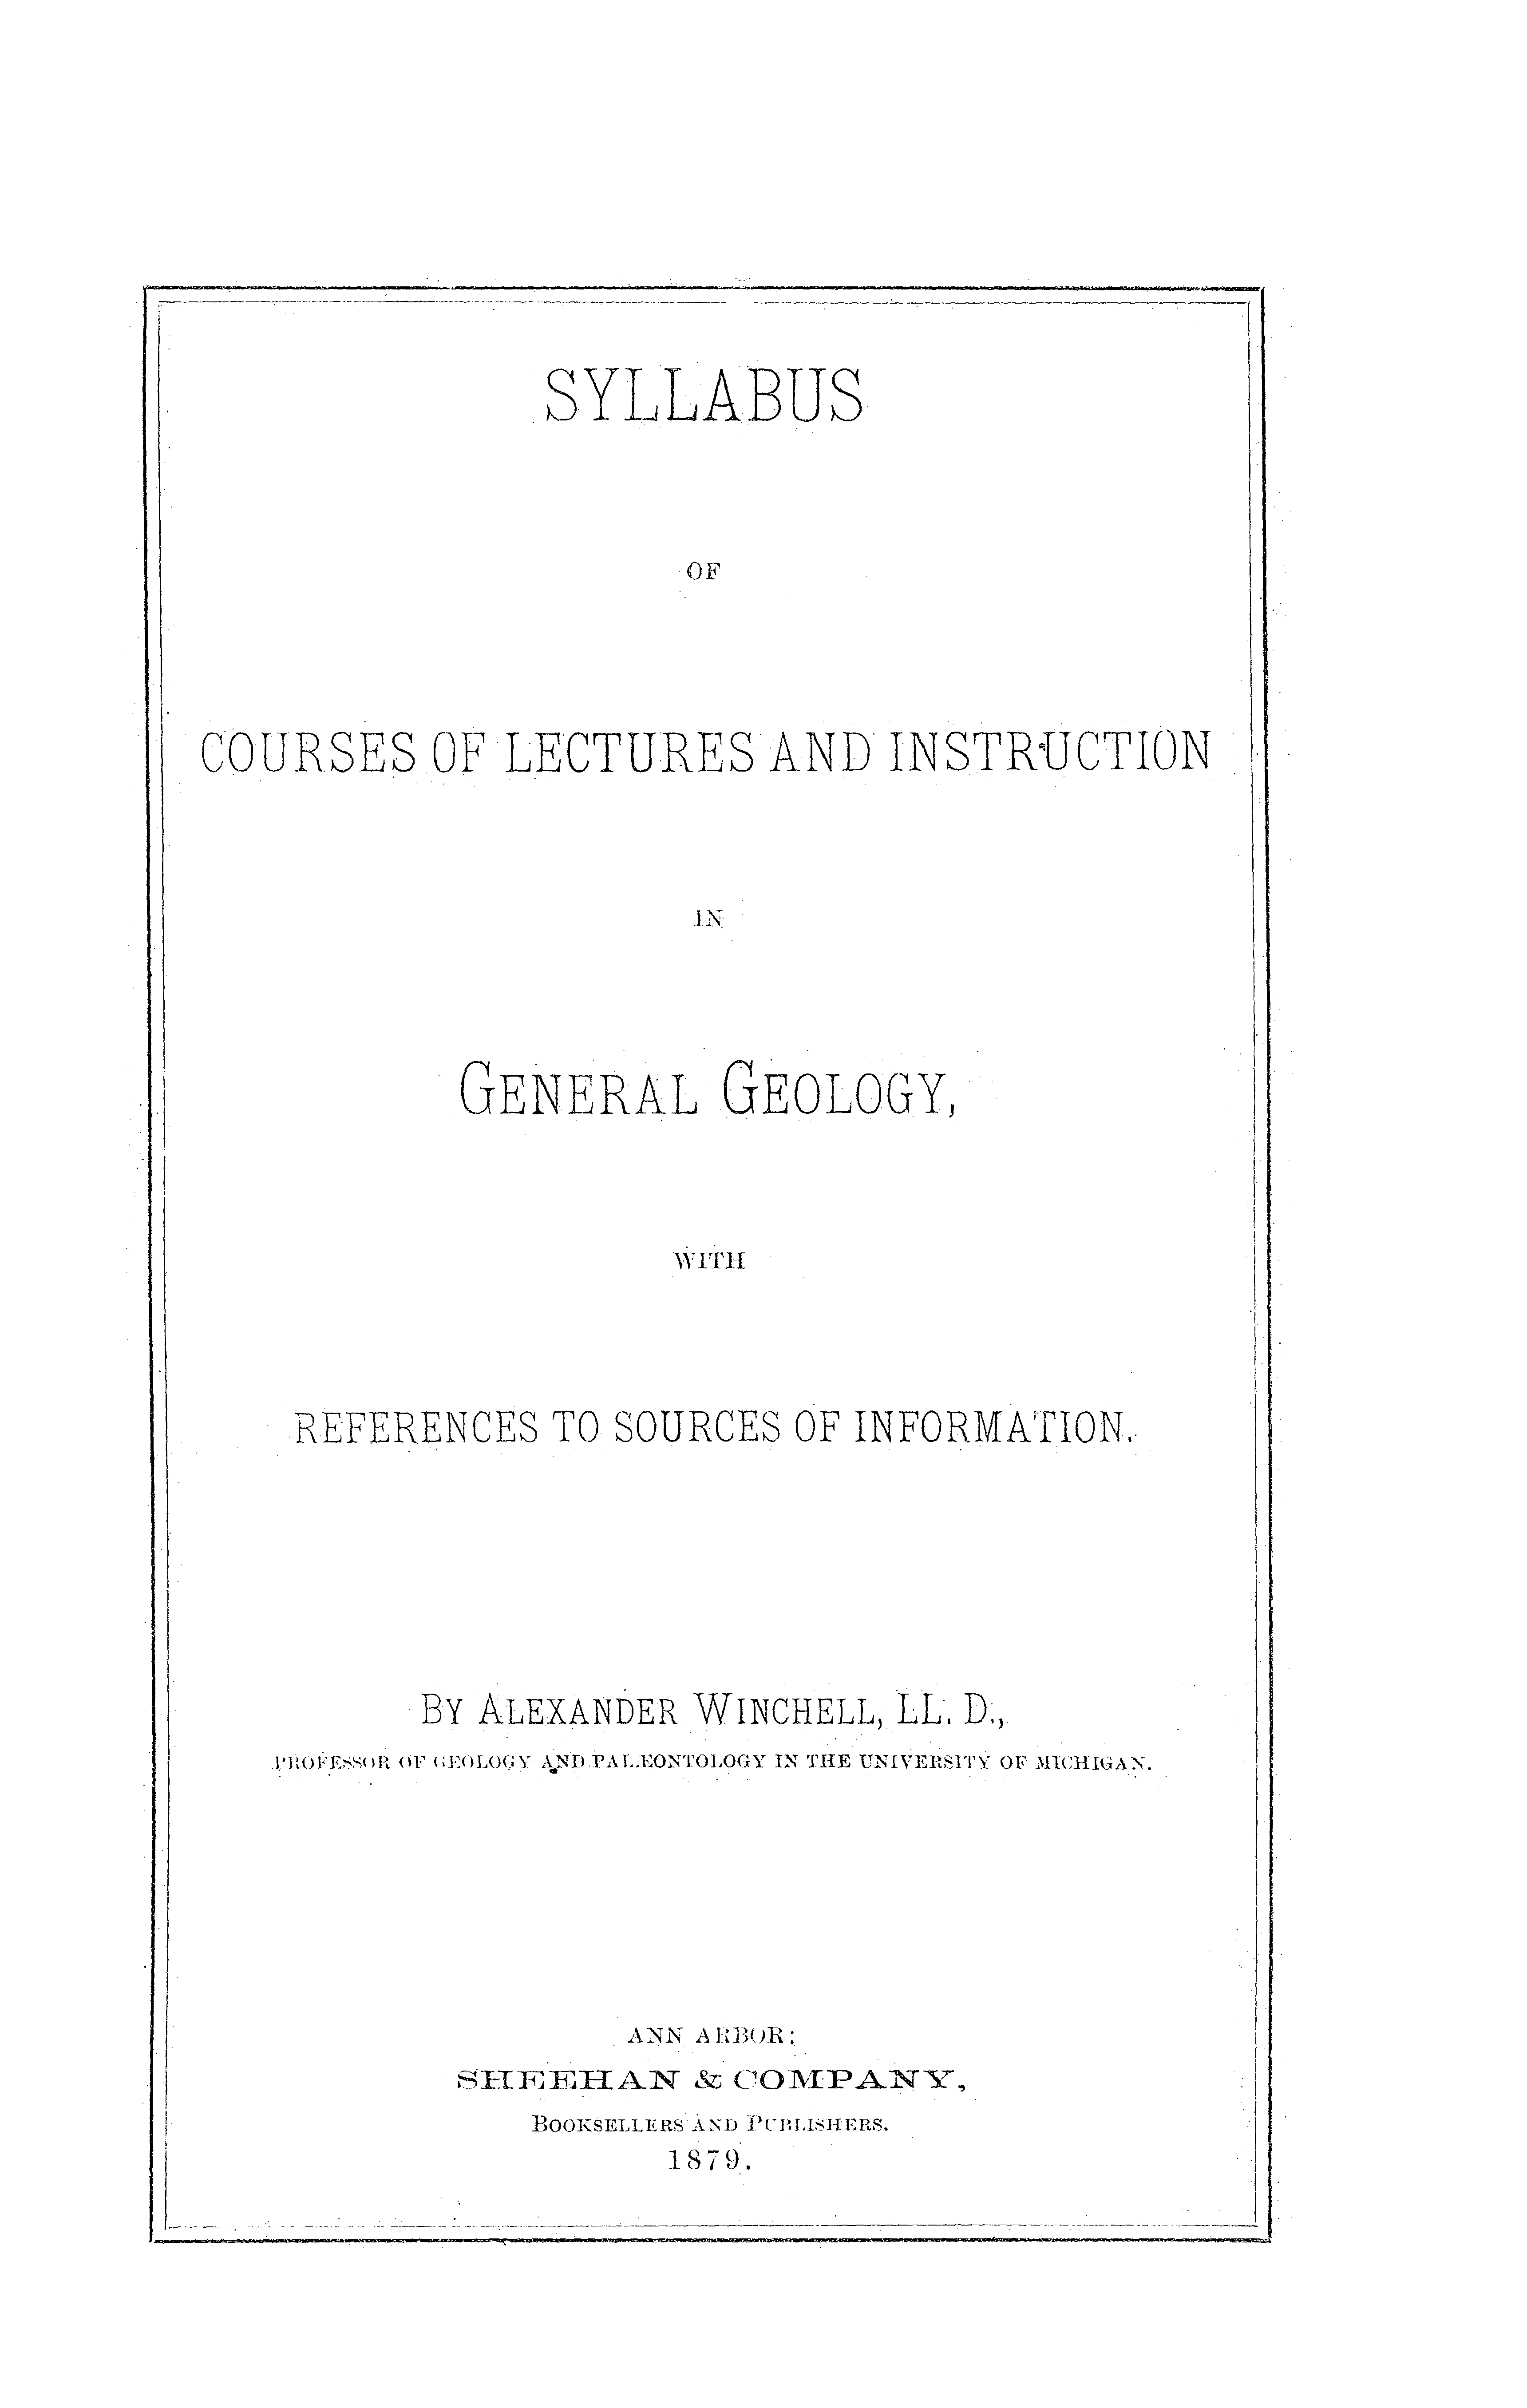 SYLLABUS
OF
COURSES OF LECTURES AND INSTRUCTION
IN
GENERAL GEOLOGY,
WITH
REFERENCES TO SOURCES OF INFORMATION.
BY ALEXANDER WINCHELL, LL. D.,
PROFESSOR OF GEOLOGY AND PALÆONTOLOGY IN THE UNIVERSITY OF MICHIGAN.
ANN ARBOR:
SHEEHAN & COMPANY,
BOOKSELLERS AND PUBLISHERS.
1879.